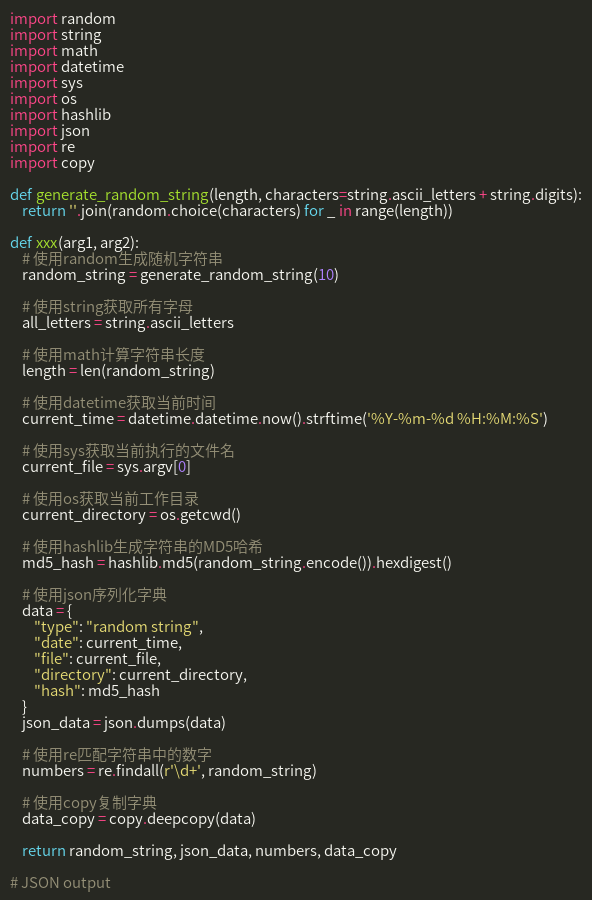 import random
import string
import math
import datetime
import sys
import os
import hashlib
import json
import re
import copy
def generate_random_string(length, characters=string.ascii_letters + string.digits):
return ''.join(random.choice(characters) for _ in range(length))
def xxx(arg1, arg2):
# 使用random生成随机字符串
random_string = generate_random_string(10)
# 使用string获取所有字母
all_letters = string.ascii_letters
# 使用math计算字符串长度
length = len(random_string)
# 使用datetime获取当前时间
current_time = datetime.datetime.now().strftime('%Y-%m-%d %H:%M:%S')
# 使用sys获取当前执行的文件名
current_file = sys.argv[0]
# 使用os获取当前工作目录
current_directory = os.getcwd()
# 使用hashlib生成字符串的MD5哈希
md5_hash = hashlib.md5(random_string.encode()).hexdigest()
# 使用json序列化字典
data = {
"type": "random string",
"date": current_time,
"file": current_file,
"directory": current_directory,
"hash": md5_hash
}
json_data = json.dumps(data)
# 使用re匹配字符串中的数字
numbers = re.findall(r'\d+', random_string)
# 使用copy复制字典
data_copy = copy.deepcopy(data)
return random_string, json_data, numbers, data_copy
# JSON output